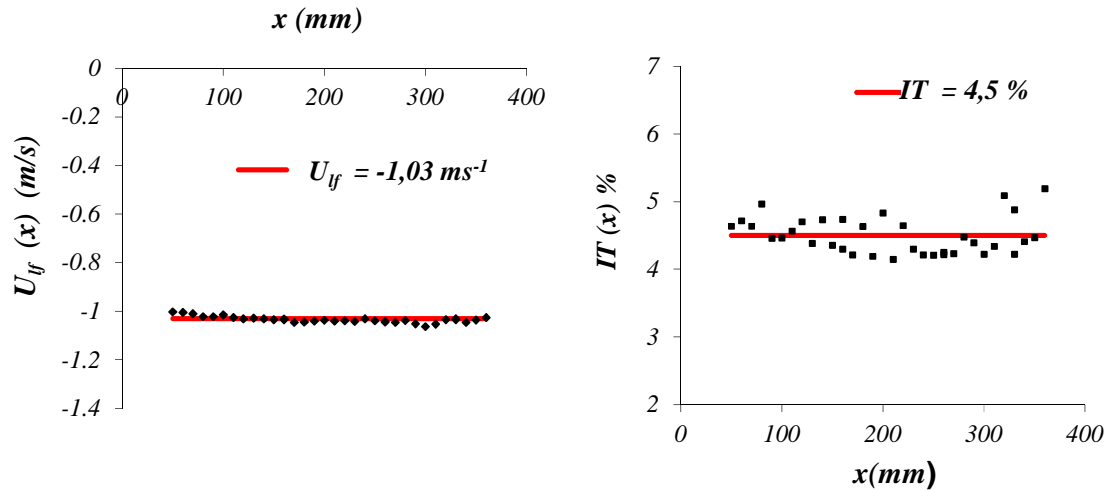 x (mm)
0
0 100 200 300 400
-0.2
-0.4
-0.6
-0.8
-1
-1.2
-1.4
U_lf (x) (m/s)
U_lf = -1,03 ms⁻¹
7
6
5
4
3
2
0 100 200 300 400
IT (x) %
IT = 4,5 %
x(mm)